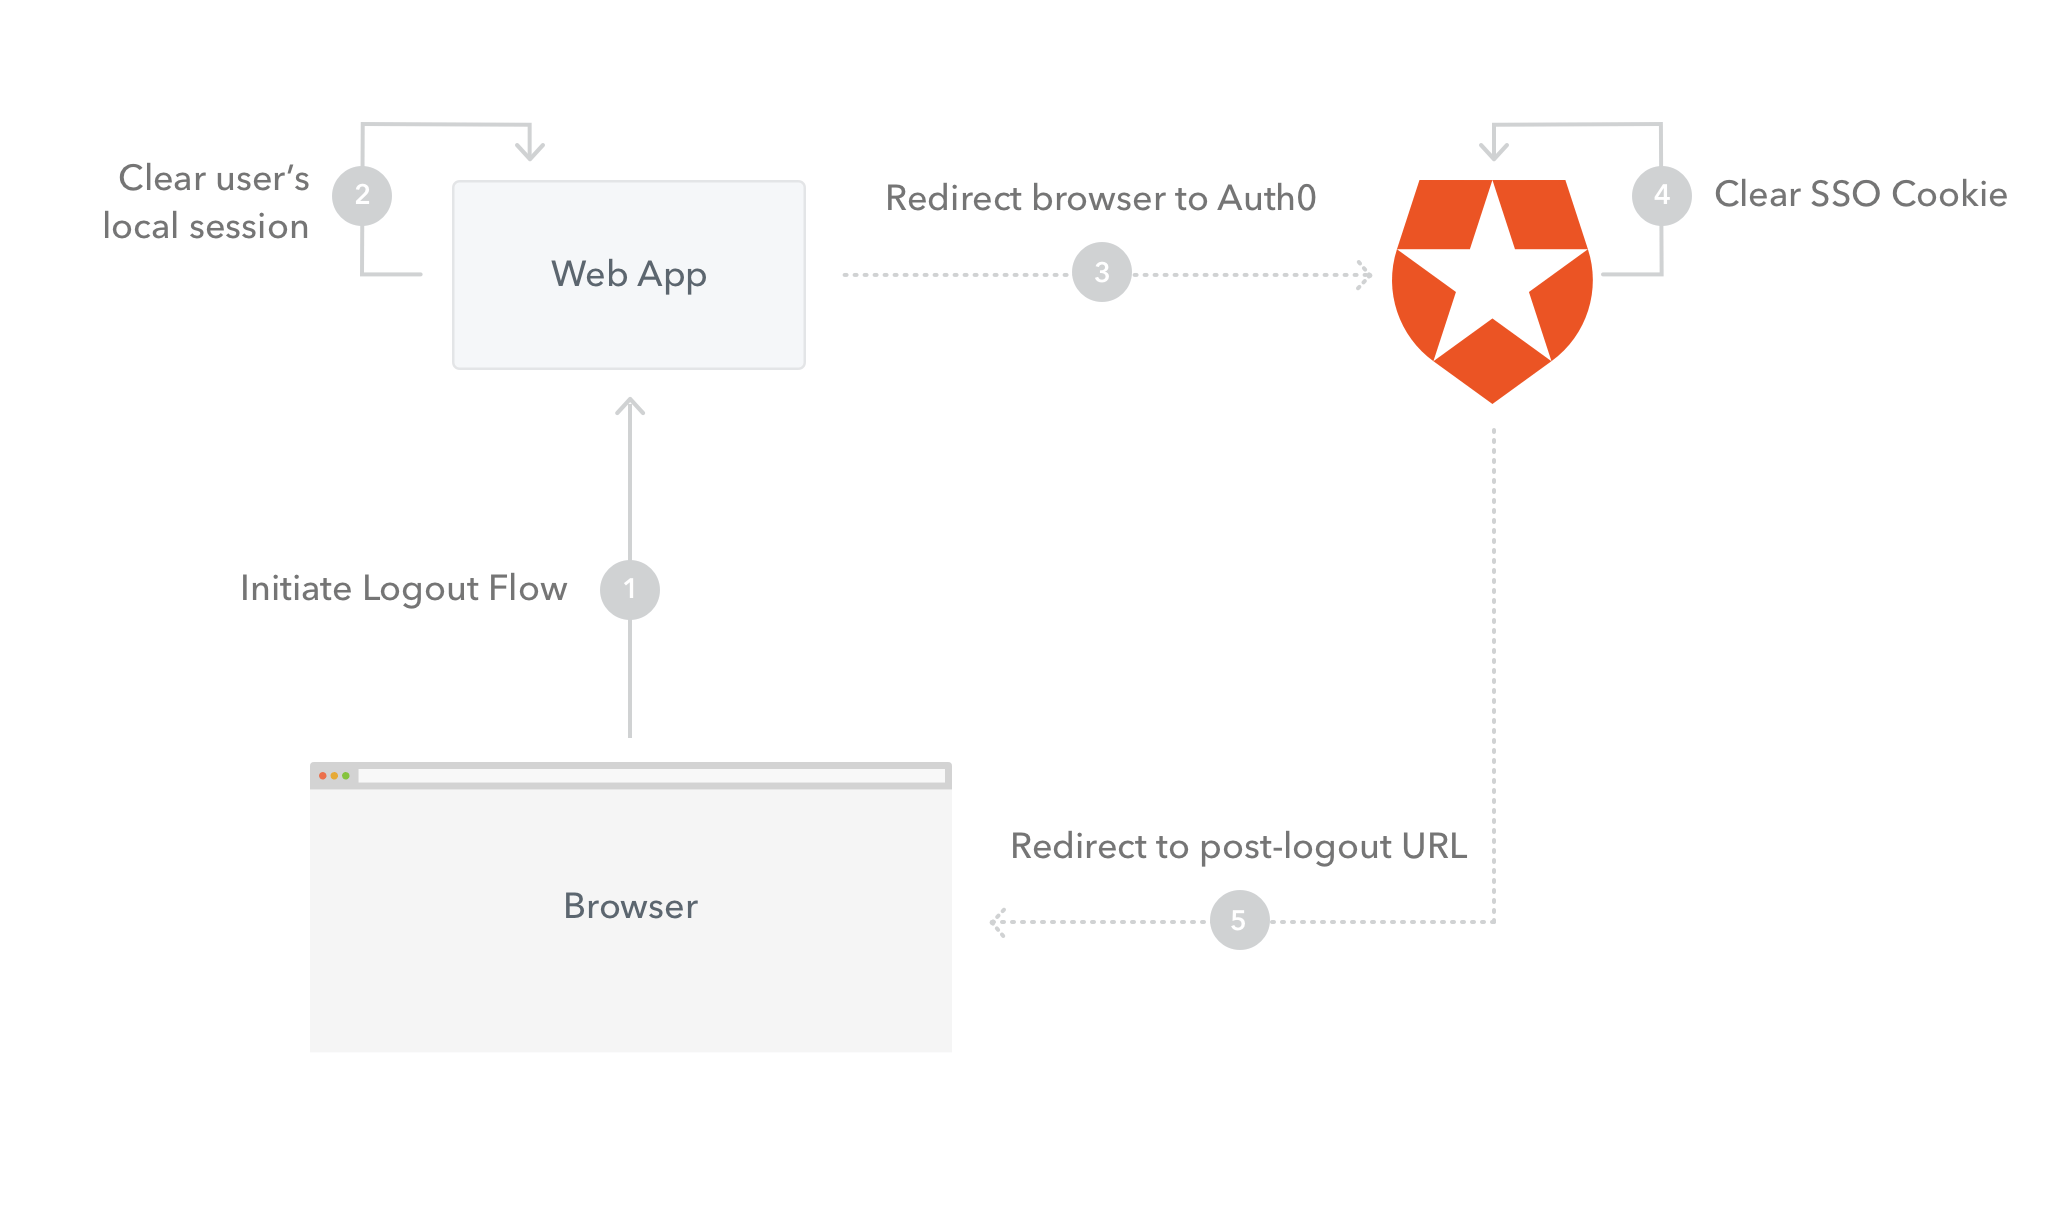 Clear user’s
local session
2
Web App
Redirect browser to Auth0
3
4
Clear SSO Cookie
Initiate Logout Flow
1
Browser
Redirect to post-logout URL
5